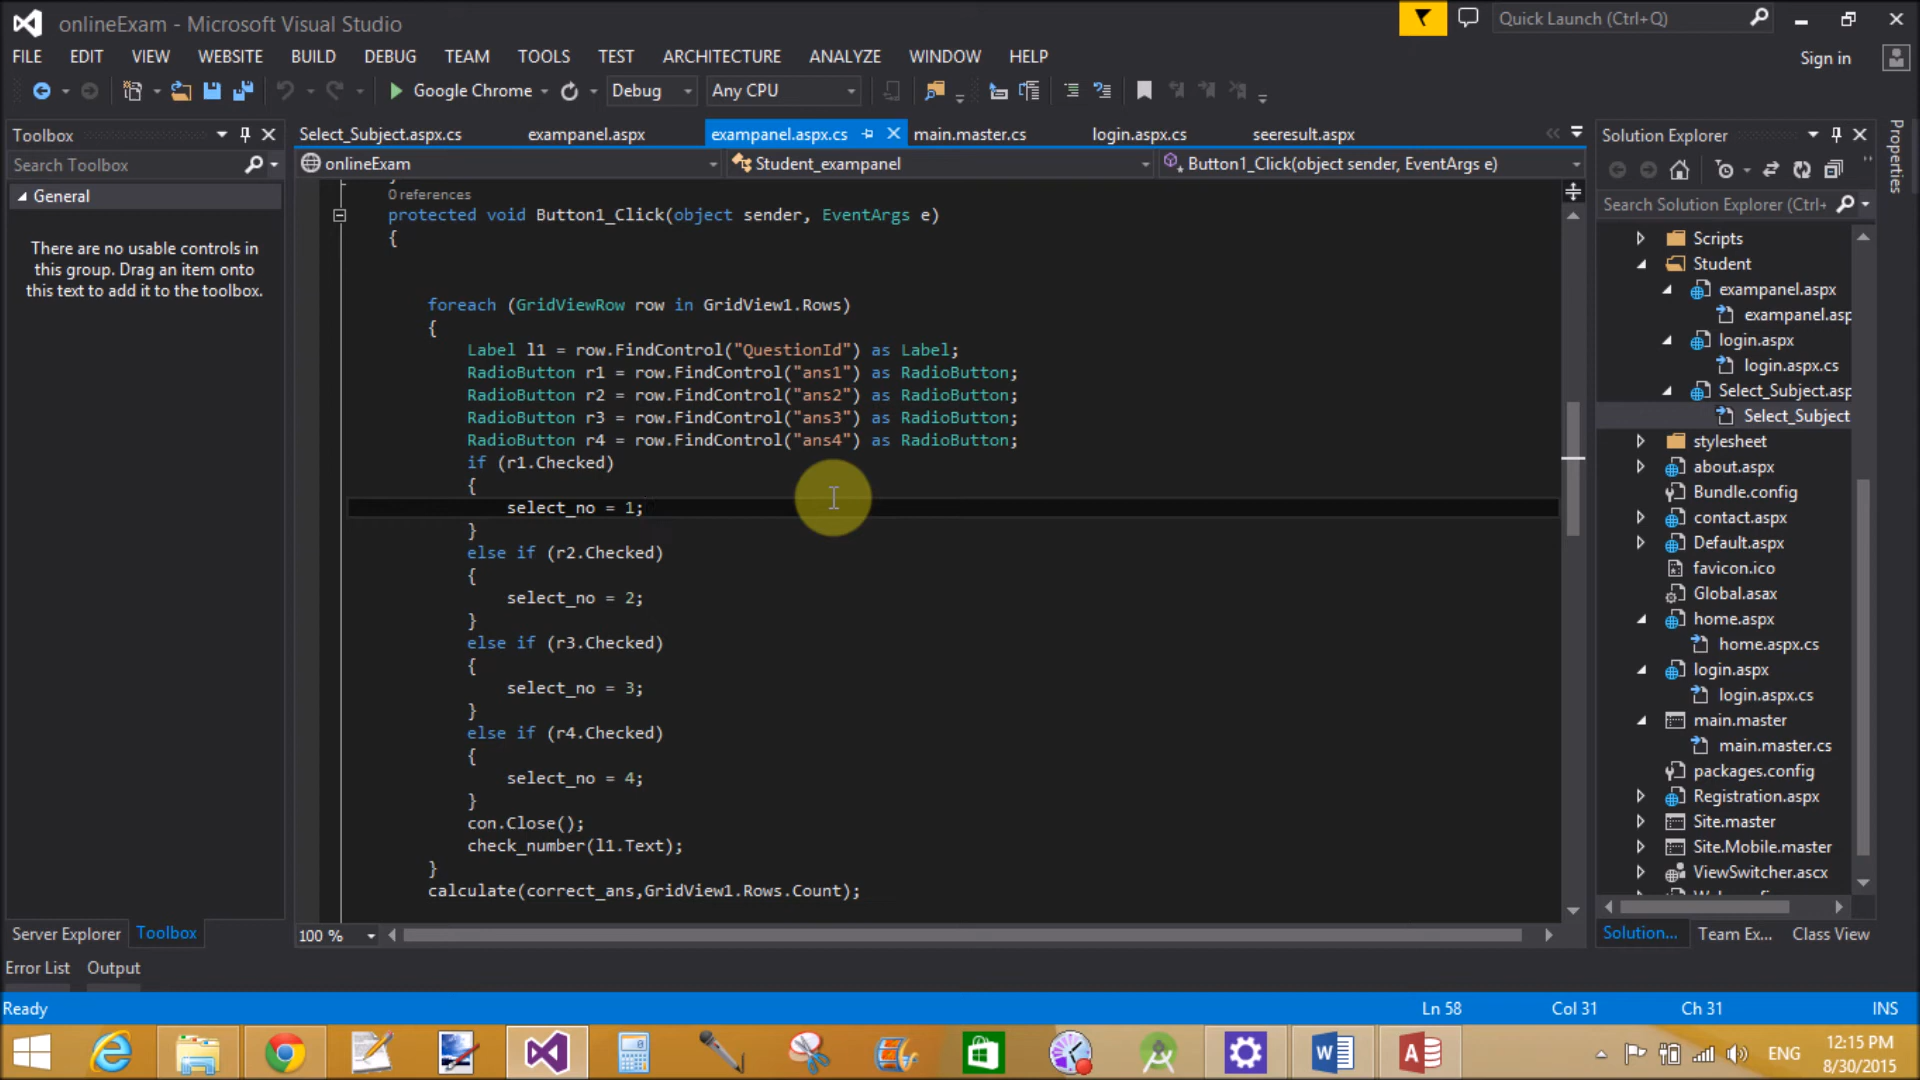 onlineExam - Microsoft Visual Studio
Quick Launch (Ctrl+Q)
FILE EDIT VIEW WEBSITE BUILD DEBUG TEAM TOOLS TEST ARCHITECTURE ANALYZE WINDOW HELP
Sign in
Google Chrome Debug Any CPU
Toolbox
Search Toolbox
General
There are no usable controls in
this group. Drag an item onto
this text to add it to the toolbox.
Server Explorer Toolbox
Select_Subject.aspx.cs exampanel.aspx exampanel.aspx.cs main.master.cs login.aspx.cs seeresult.aspx
onlineExam Student_exampanel Button1_Click(object sender, EventArgs e)
0 references
protected void Button1_Click(object sender, EventArgs e)
{
foreach (GridViewRow row in GridView1.Rows)
{
Label l1 = row.FindControl("QuestionId") as Label;
RadioButton r1 = row.FindControl("ans1") as RadioButton;
RadioButton r2 = row.FindControl("ans2") as RadioButton;
RadioButton r3 = row.FindControl("ans3") as RadioButton;
RadioButton r4 = row.FindControl("ans4") as RadioButton;
if (r1.Checked)
{
select_no = 1;
}
else if (r2.Checked)
{
select_no = 2;
}
else if (r3.Checked)
{
select_no = 3;
}
else if (r4.Checked)
{
select_no = 4;
}
con.Close();
check_number(l1.Text);
}
calculate(correct_ans,GridView1.Rows.Count);
100 %
Solution Explorer
Search Solution Explorer (Ctrl+
Scripts
Student
exampanel.aspx
exampanel.asp
login.aspx
login.aspx.cs
Select_Subject.asp
Select_Subject
stylesheet
about.aspx
Bundle.config
contact.aspx
Default.aspx
favicon.ico
Global.asax
home.aspx
home.aspx.cs
login.aspx
login.aspx.cs
main.master
main.master.cs
packages.config
Registration.aspx
Site.master
Site.Mobile.master
ViewSwitcher.ascx
Solution... Team Ex... Class View
Properties
Error List Output
Ready Ln 58 Col 31 Ch 31 INS
ENG
12:15 PM
8/30/2015